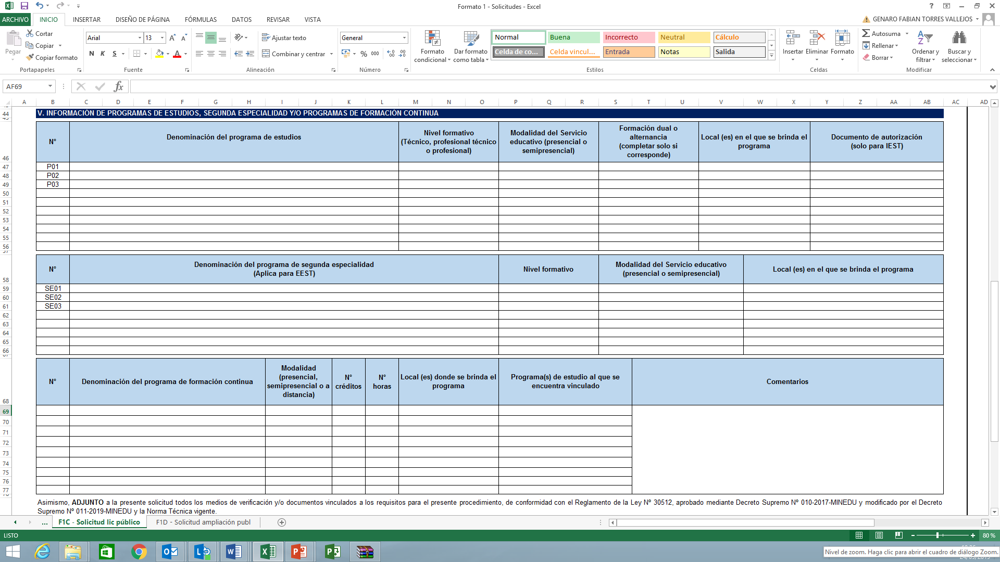 Formato 1 - Solicitudes - Excel
ARCHIVO INICIO INSERTAR DISEÑO DE PÁGINA FÓRMULAS DATOS REVISAR VISTA GENARO FABIAN TORRES VALLEJOS
Pegar
Cortar
Copiar
Copiar formato
Portapapeles
Arial 13
N K S
Fuente
Ajustar texto
Combinar y centrar
Alineación
General
% 000
Número
Formato condicional
Dar formato como tabla
Normal Buena Incorrecto Neutral Cálculo
Celda de co... Celda vincul... Entrada Notas Salida
Estilos
Insertar Eliminar Formato
Celdas
Autosuma
Rellenar
Borrar
Ordenar y filtrar
Buscar y seleccionar
Modificar
AF69
fx
A B C D E F G H I J K L M N O P Q R S T U V W X Y Z AA AB AC AD
44 V. INFORMACIÓN DE PROGRAMAS DE ESTUDIOS, SEGUNDA ESPECIALIDAD Y/O PROGRAMAS DE FORMACIÓN CONTINUA
46
N°
Denominación del programa de estudios
Nivel formativo
(Técnico, profesional técnico
o profesional)
Modalidad del Servicio
educativo (presencial o
semipresencial)
Formación dual o
alternancia
(completar solo si
corresponde)
Local (es) en el que se brinda el
programa
Documento de autorización
(solo para IEST)
47 P01
48 P02
49 P03
50
51
52
53
54
55
56
58
N°
Denominación del programa de segunda especialidad
(Aplica para EEST)
Nivel formativo
Modalidad del Servicio educativo
(presencial o semipresencial)
Local (es) en el que se brinda el programa
59 SE01
60 SE02
61 SE03
62
63
64
65
66
68
N°
Denominación del programa de formación continua
Modalidad
(presencial,
semipresencial o a
distancia)
N°
créditos
N°
horas
Local (es) donde se brinda el
programa
Programa(s) de estudio al que se
encuentra vinculado
Comentarios
69
70
71
72
73
74
75
76
77
Asimismo, ADJUNTO a la presente solicitud todos los medios de verificación y/o documentos vinculados a los requisitos para el presente procedimiento, de conformidad con el Reglamento de la Ley Nº 30512, aprobado mediante Decreto Supremo Nº 010-2017-MINEDU y modificado por el Decreto
Supremo Nº 011-2019-MINEDU y la Norma Técnica vigente.
... F1C - Solicitud lic público F1D - Solicitud ampliación publ
LISTO 80 %
Nivel de zoom. Haga clic para abrir el cuadro de diálogo Zoom.